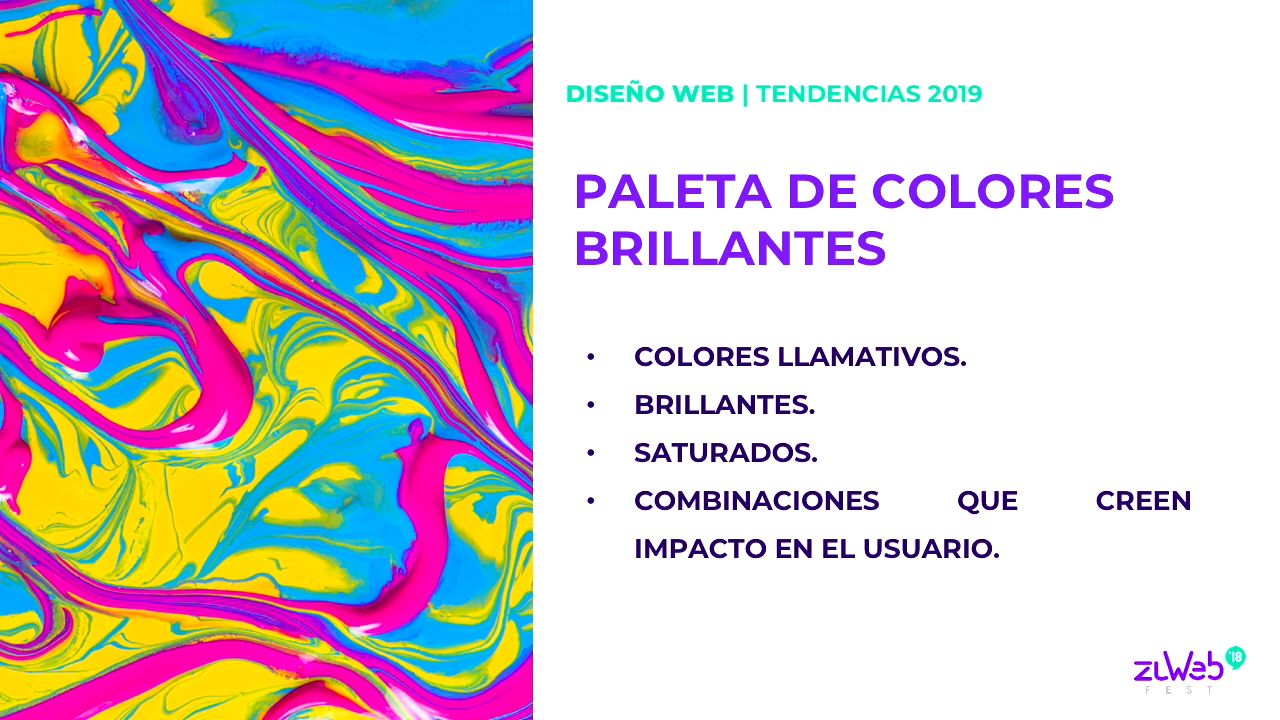 DISEÑO WEB | TENDENCIAS 2019
PALETA DE COLORES
BRILLANTES
• COLORES LLAMATIVOS.
• BRILLANTES.
• SATURADOS.
• COMBINACIONES QUE CREEN
IMPACTO EN EL USUARIO.
zLWeb '18
FEST